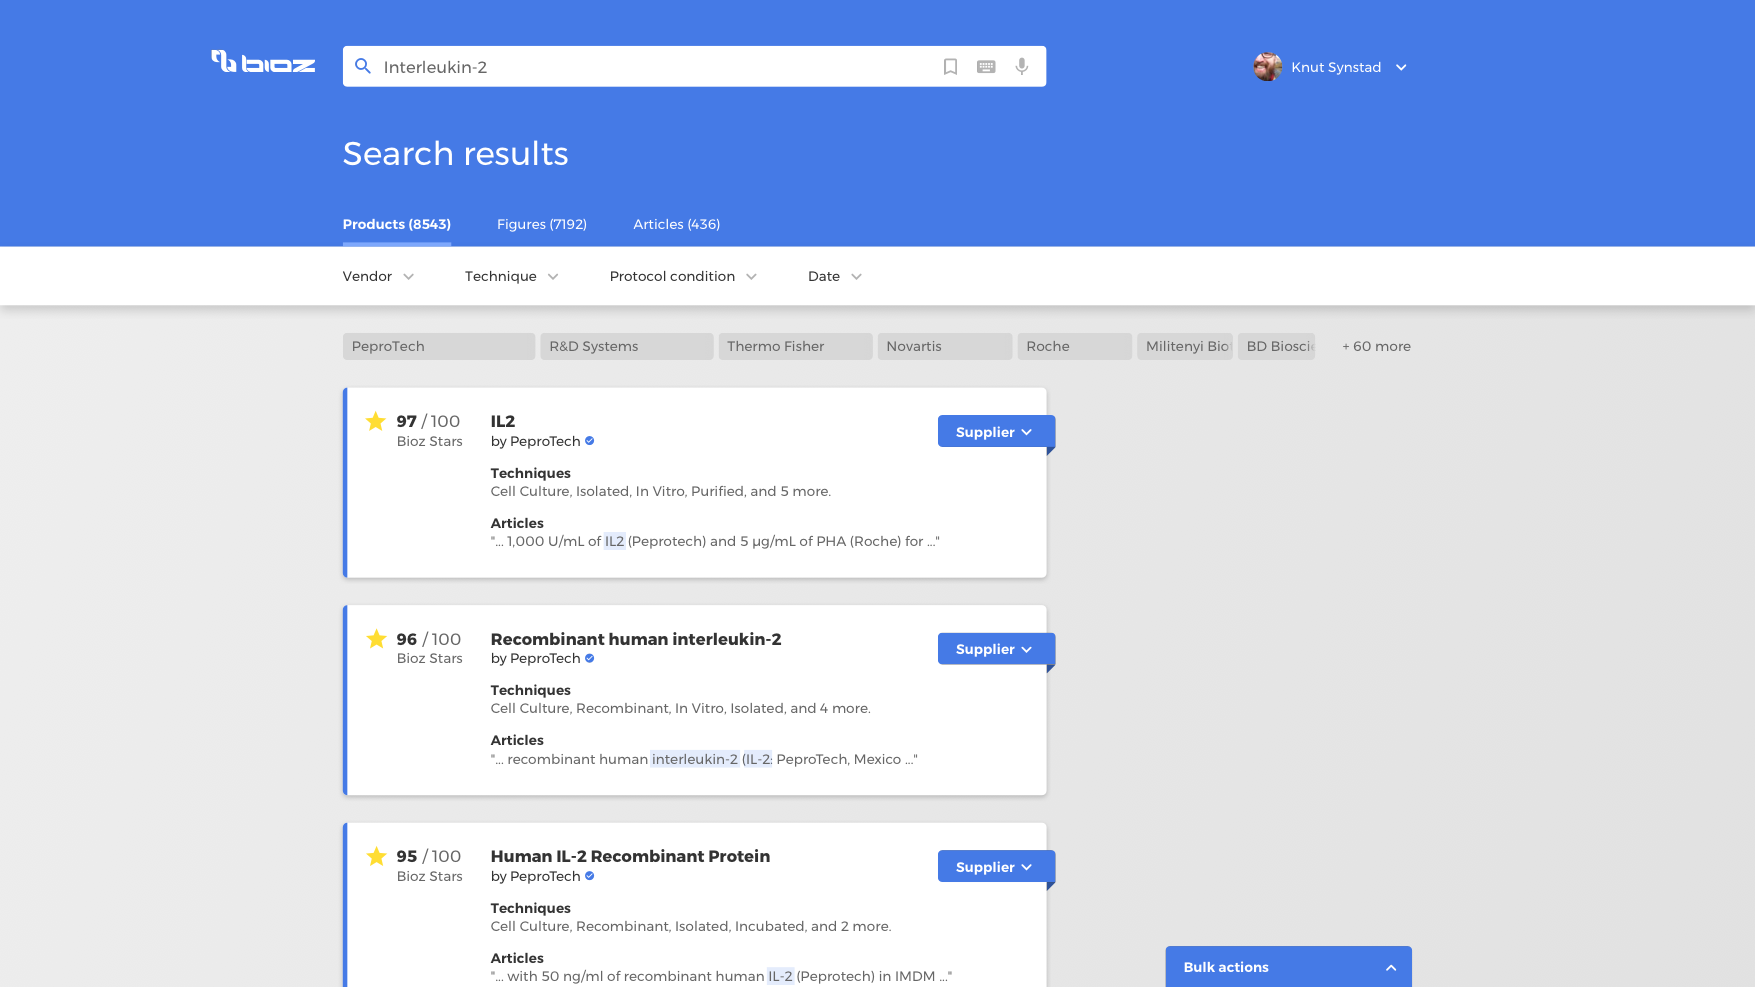 bioz
Interleukin-2
Knut Synstad
Search results
Products (8543) Figures (7192) Articles (436)
Vendor Technique Protocol condition Date
PeproTech R&D Systems Thermo Fisher Novartis Roche Militenyi Bio BD Biosci + 60 more
97 / 100
Bioz Stars
IL2
by PeproTech
Supplier
Techniques
Cell Culture, Isolated, In Vitro, Purified, and 5 more.
Articles
"... 1,000 U/mL of IL2 (Peprotech) and 5 μg/mL of PHA (Roche) for ..."
96 / 100
Bioz Stars
Recombinant human interleukin-2
by PeproTech
Supplier
Techniques
Cell Culture, Recombinant, In Vitro, Isolated, and 4 more.
Articles
"... recombinant human interleukin-2 (IL-2; PeproTech, Mexico ..."
95 / 100
Bioz Stars
Human IL-2 Recombinant Protein
by PeproTech
Supplier
Techniques
Cell Culture, Recombinant, Isolated, Incubated, and 2 more.
Articles
"... with 50 ng/ml of recombinant human IL-2 (Peprotech) in IMDM ..."
Bulk actions